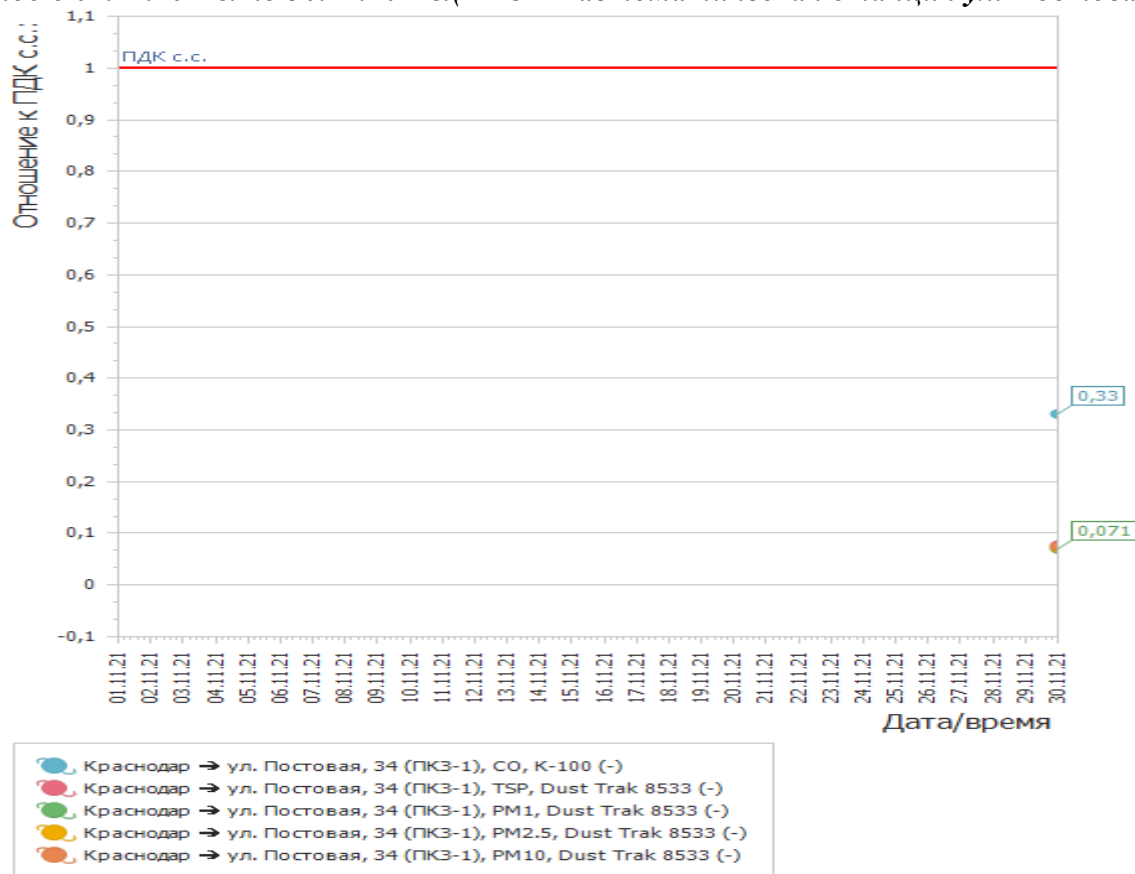 1,1
Отношение к ПДК с.с.:
ПДК с.с.
1
0,9
0,8
0,7
0,6
0,5
0,4
0,33
0,3
0,2
0,1
0,071
0
-0,1
01.11.21 02.11.21 03.11.21 04.11.21 05.11.21 06.11.21 07.11.21 08.11.21 09.11.21 10.11.21 11.11.21 12.11.21 13.11.21 14.11.21 15.11.21 16.11.21 17.11.21 18.11.21 19.11.21 20.11.21 21.11.21 22.11.21 23.11.21 24.11.21 25.11.21 26.11.21 27.11.21 28.11.21 29.11.21 30.11.21
Дата/время
Краснодар → ул. Постовая, 34 (ПКЗ-1), CO, K-100 (-)
Краснодар → ул. Постовая, 34 (ПКЗ-1), TSP, Dust Trak 8533 (-)
Краснодар → ул. Постовая, 34 (ПКЗ-1), PM1, Dust Trak 8533 (-)
Краснодар → ул. Постовая, 34 (ПКЗ-1), PM2.5, Dust Trak 8533 (-)
Краснодар → ул. Постовая, 34 (ПКЗ-1), PM10, Dust Trak 8533 (-)